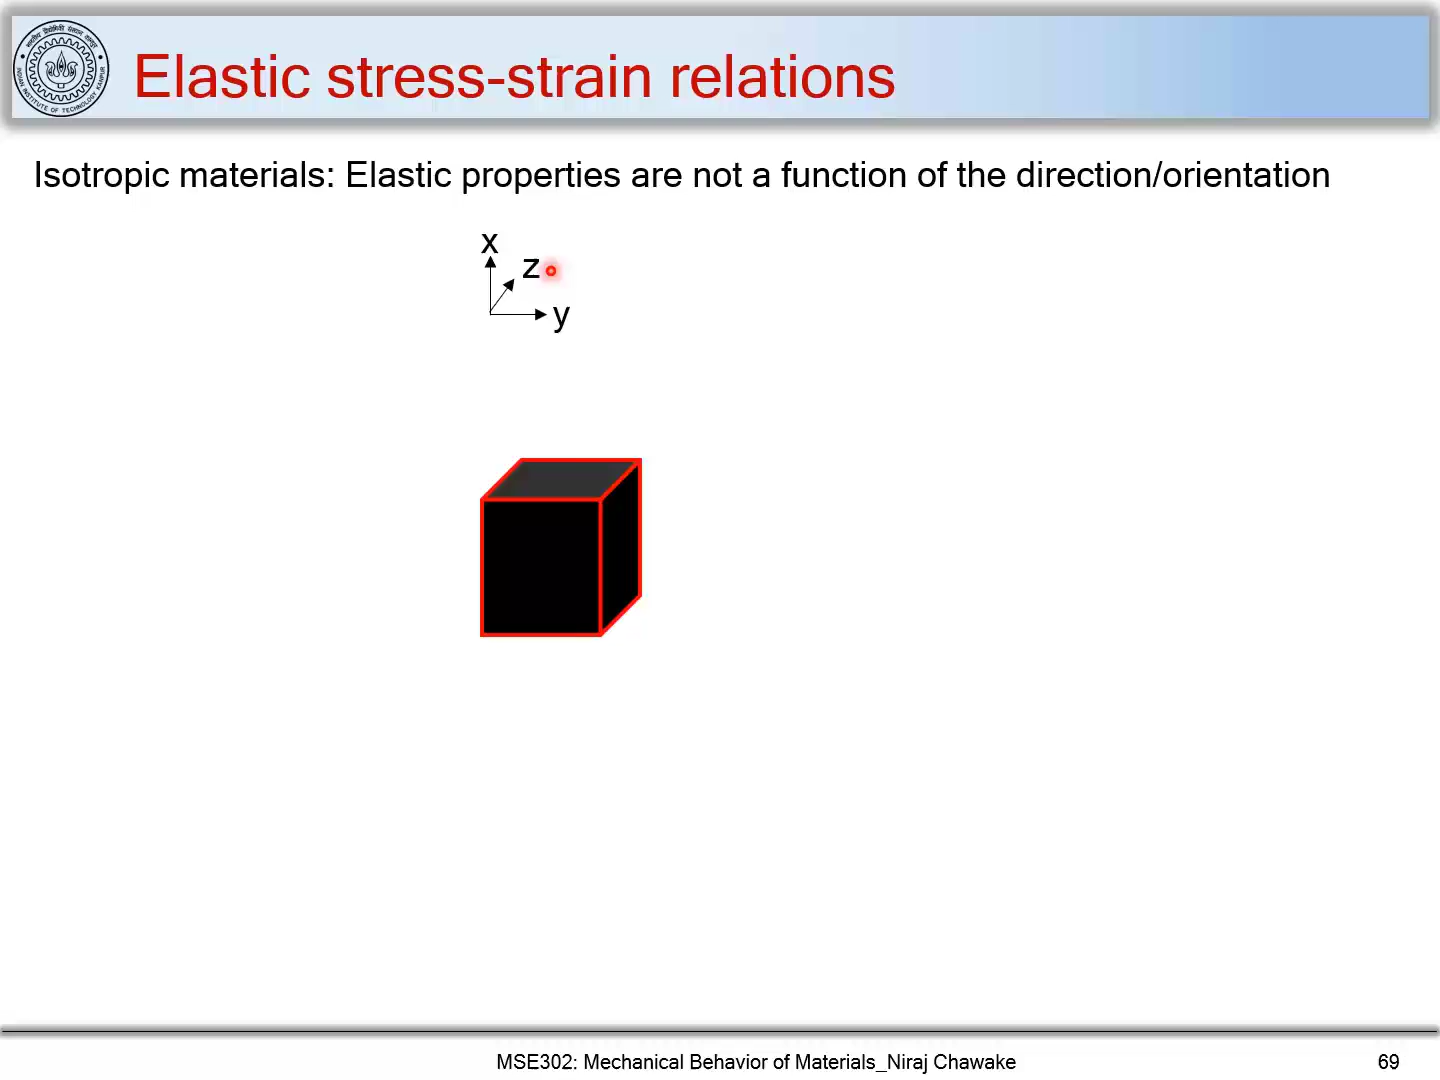 Elastic stress-strain relations
Isotropic materials: Elastic properties are not a function of the direction/orientation
x
z
y
MSE302: Mechanical Behavior of Materials_Niraj Chawake
69